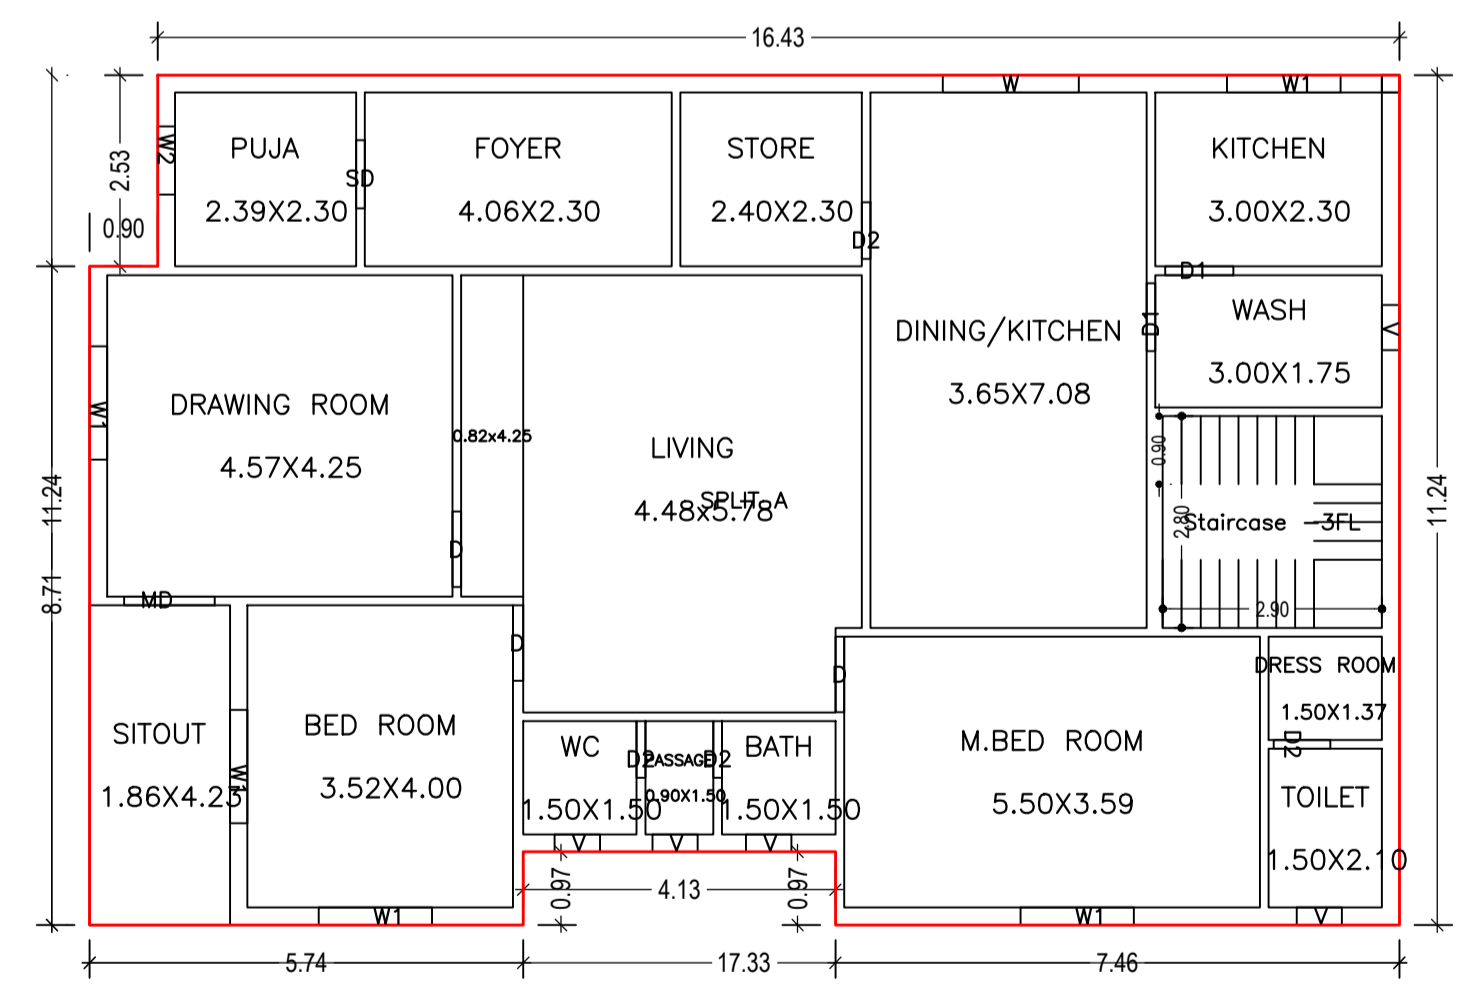 16.43
W
W1
PUJA
2.39X2.30
W2
SD
FOYER
4.06X2.30
STORE
2.40X2.30
D2
KITCHEN
3.00X2.30
2.53
0.90
D1
D1
WASH
3.00X1.75
V
DINING/KITCHEN
3.65X7.08
DRAWING ROOM
4.57X4.25
W1
0.82x4.25
LIVING
4.48x5.78
SPLIT A
11.24
11.24
0.90
2.80
Staircase -3FL
2.90
D
MD
8.71
D
D
DRESS ROOM
1.50X1.37
D2
SITOUT
1.86X4.23
W1
BED ROOM
3.52X4.00
WC
1.50X1.50
D2
PASSAGE
0.90X1.50
D2
BATH
1.50X1.50
M.BED ROOM
5.50X3.59
TOILET
1.50X2.10
V
V
V
0.97
4.13
0.97
W1
W1
V
5.74
17.33
7.46